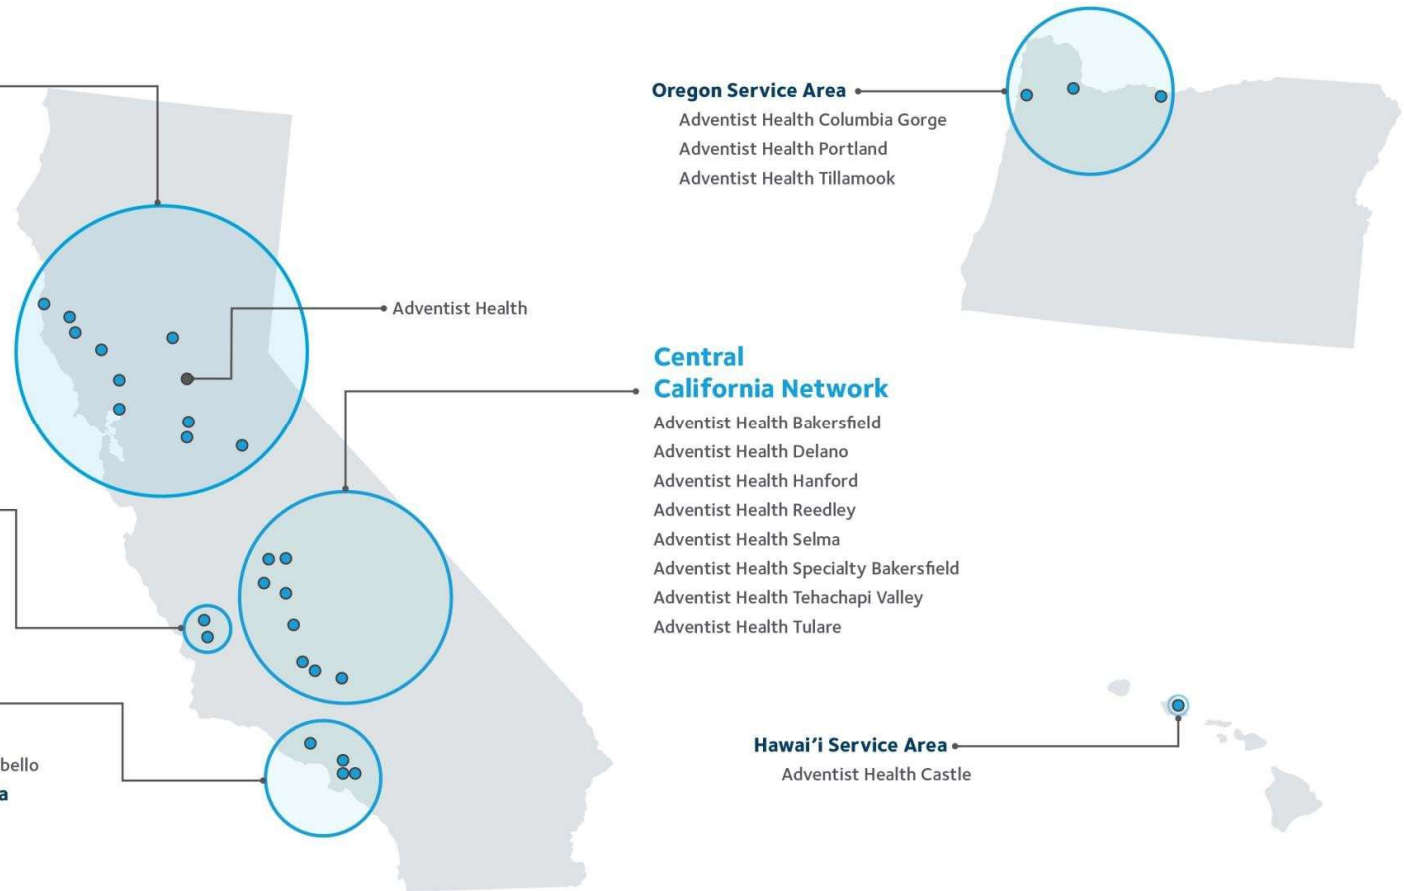 Oregon Service Area
Adventist Health Columbia Gorge
Adventist Health Portland
Adventist Health Tillamook
Adventist Health
Central
California Network
Adventist Health Bakersfield
Adventist Health Delano
Adventist Health Hanford
Adventist Health Reedley
Adventist Health Selma
Adventist Health Specialty Bakersfield
Adventist Health Tehachapi Valley
Adventist Health Tulare
Hawai’i Service Area
Adventist Health Castle
bello
a